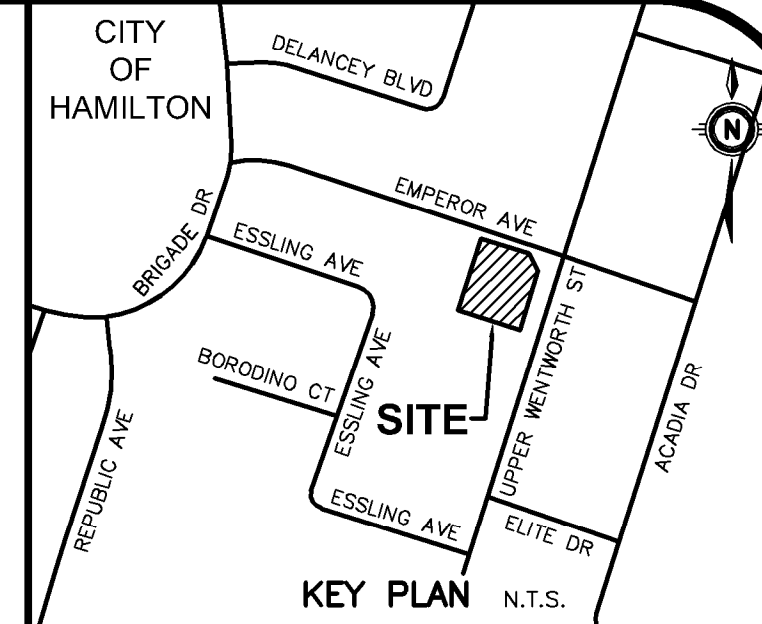 CITY
OF
HAMILTON
DELANCEY BLVD
N
EMPEROR AVE
BRIGADE DR
ESSLING AVE
UPPER WENTWORTH ST
BORODINO CT
ESSLING AVE
SITE
ACADIA DR
REPUBLIC AVE
ESSLING AVE
ELITE DR
KEY PLAN N.T.S.